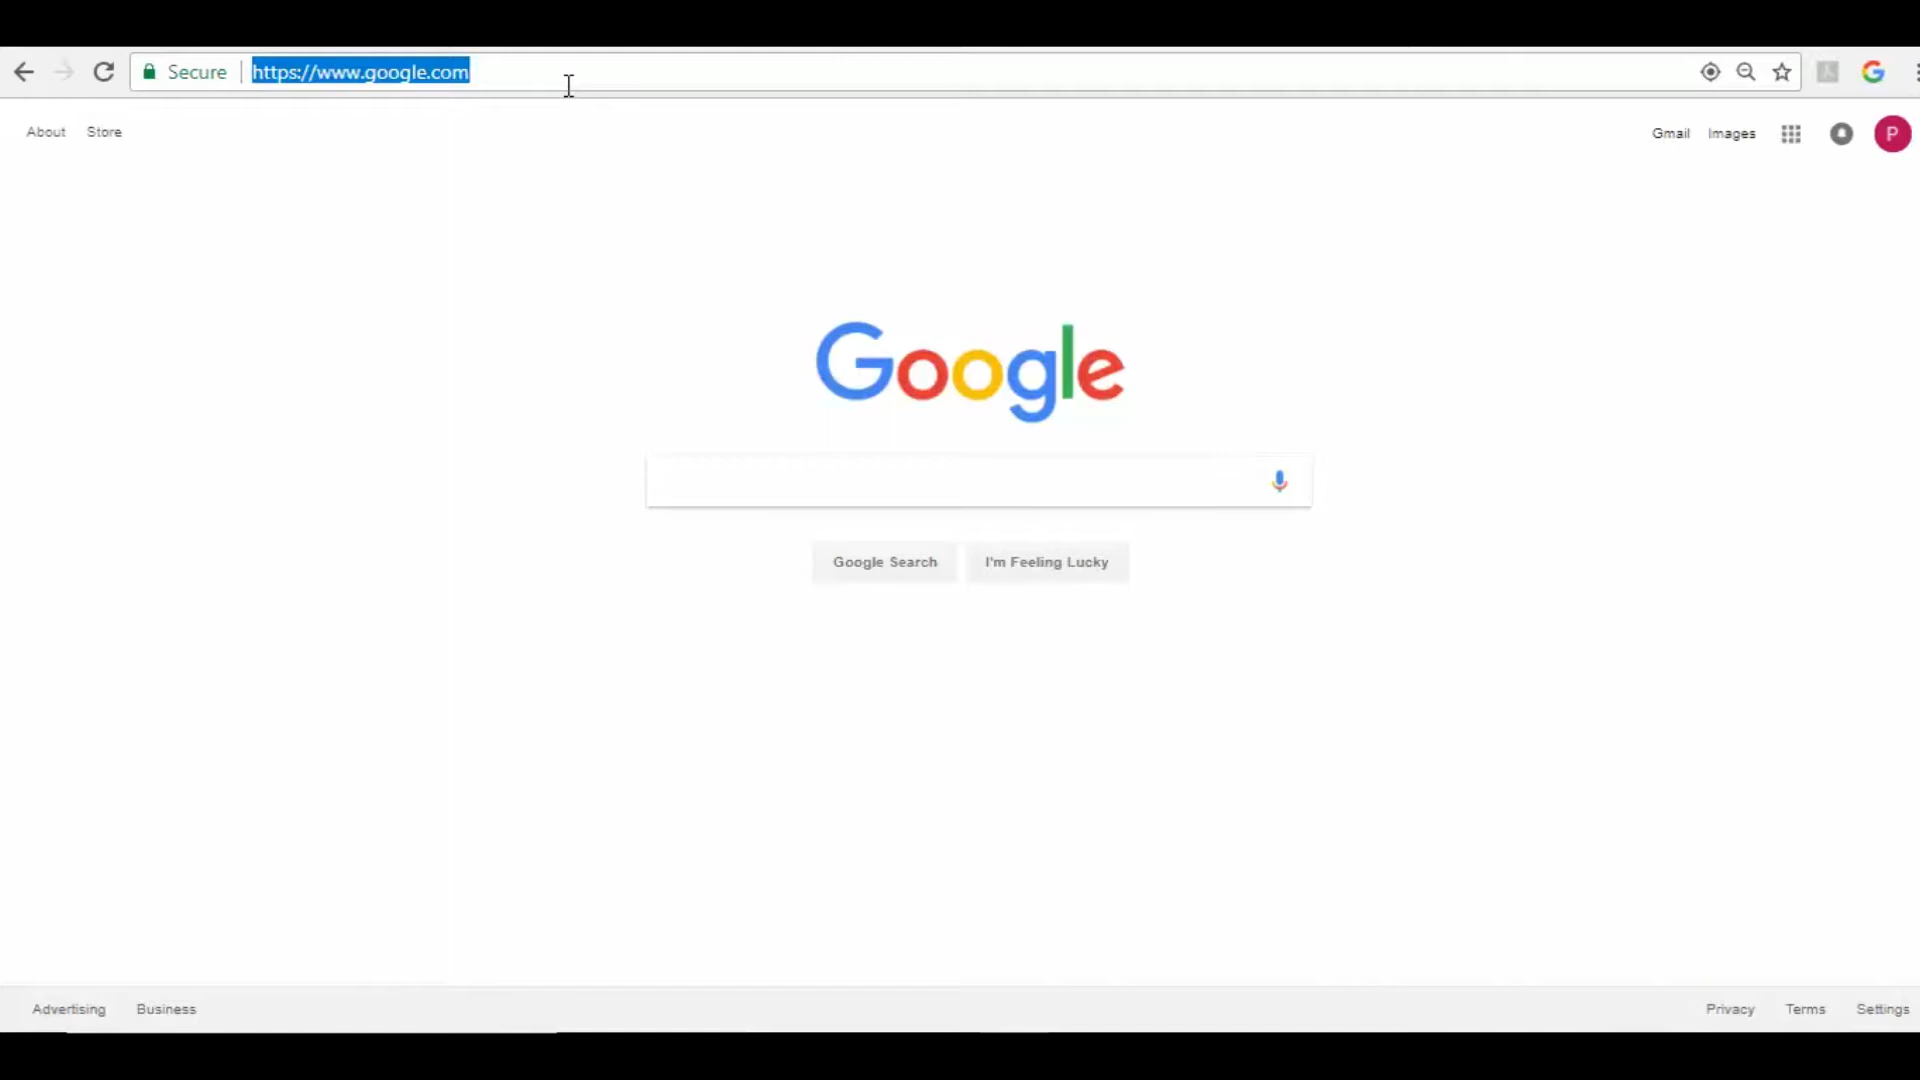 Secure https://www.google.com
About Store
Gmail Images P
Google
Google Search I'm Feeling Lucky
Advertising Business
Privacy Terms Settings